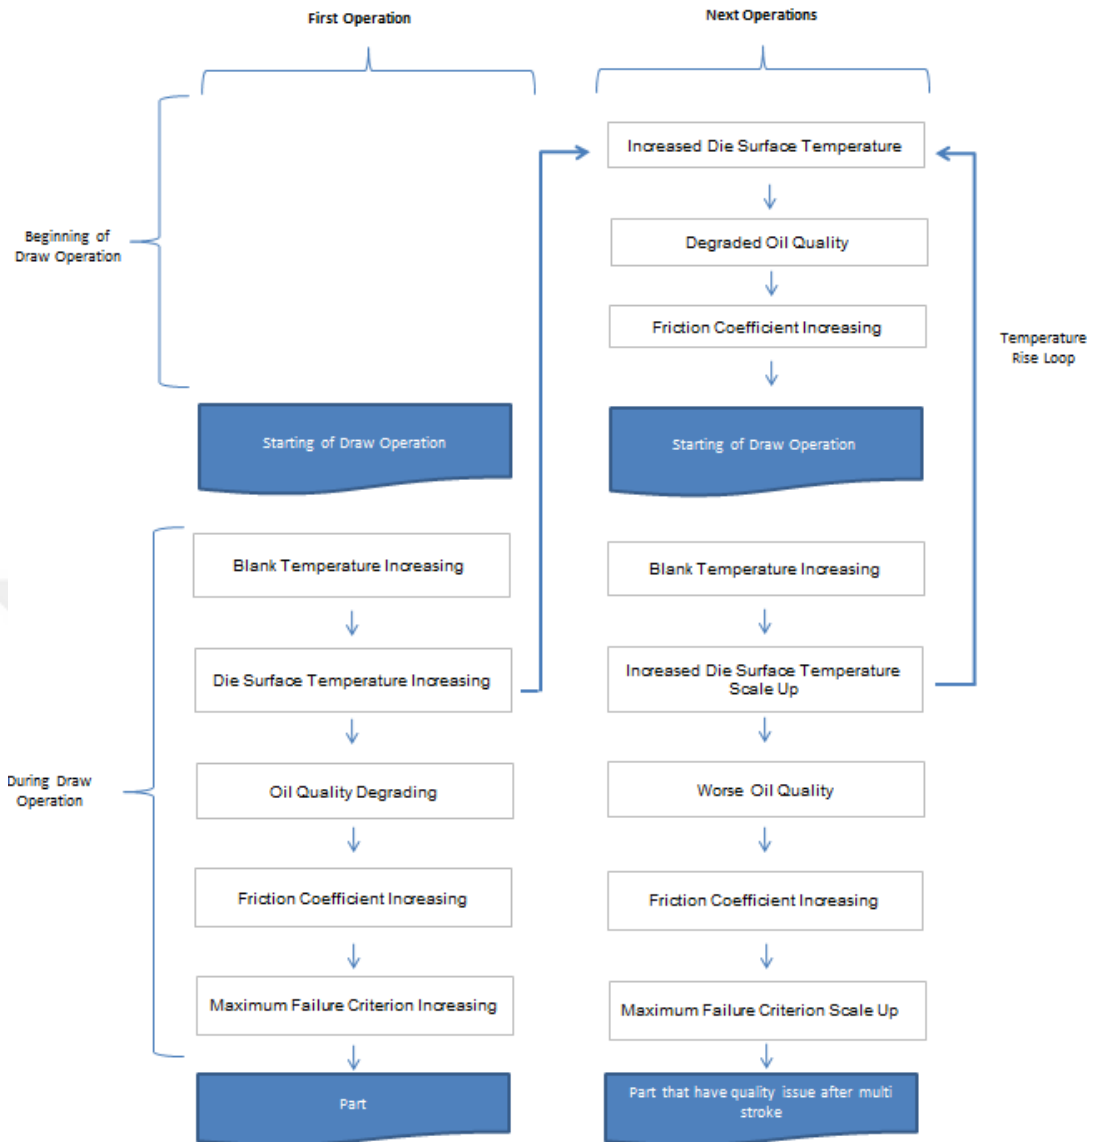 First Operation
Next Operations
Beginning of
Draw Operation
Increased Die Surface Temperature
Degraded Oil Quality
Friction Coefficient Increasing
Temperature
Rise Loop
Starting of Draw Operation
Starting of Draw Operation
During Draw
Operation
Blank Temperature Increasing
Die Surface Temperature Increasing
Oil Quality Degrading
Friction Coefficient Increasing
Maximum Failure Criterion Increasing
Part
Blank Temperature Increasing
Increased Die Surface Temperature
Scale Up
Worse Oil Quality
Friction Coefficient Increasing
Maximum Failure Criterion Scale Up
Part that have quality issue after multi
stroke